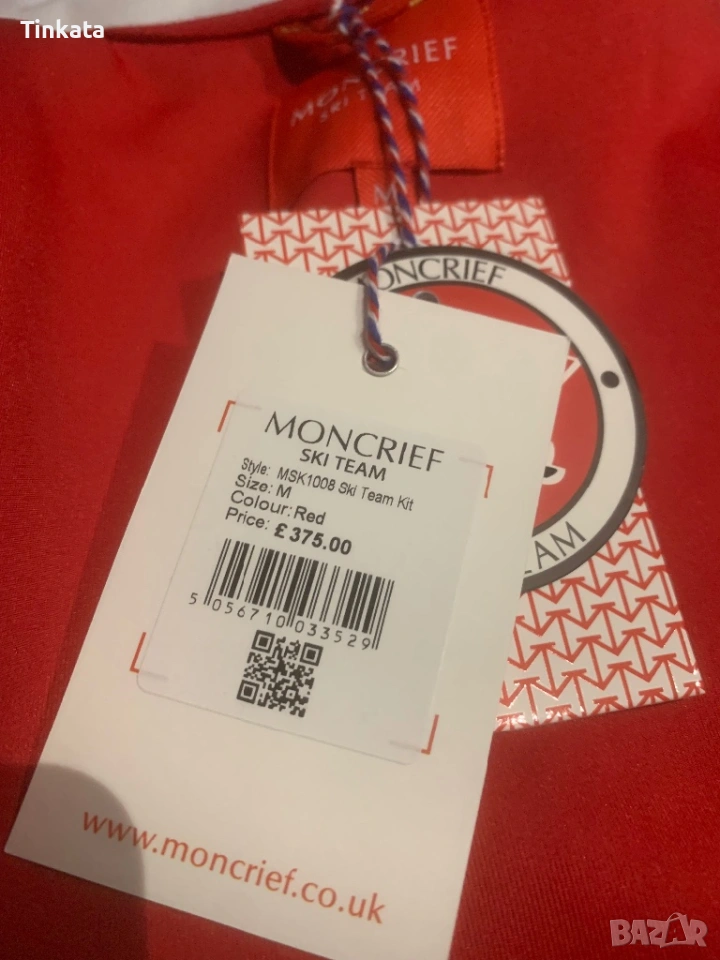 Tinkata
MONCRIEF
SKI TEAM
M
MONCRIEF
MONCRIEF
SKI TEAM
Style: MSK1008 Ski Team Kit
Size: M
Colour: Red
Price: £375.00
5 056710 033529
www.moncrief.co.uk
BAZAR